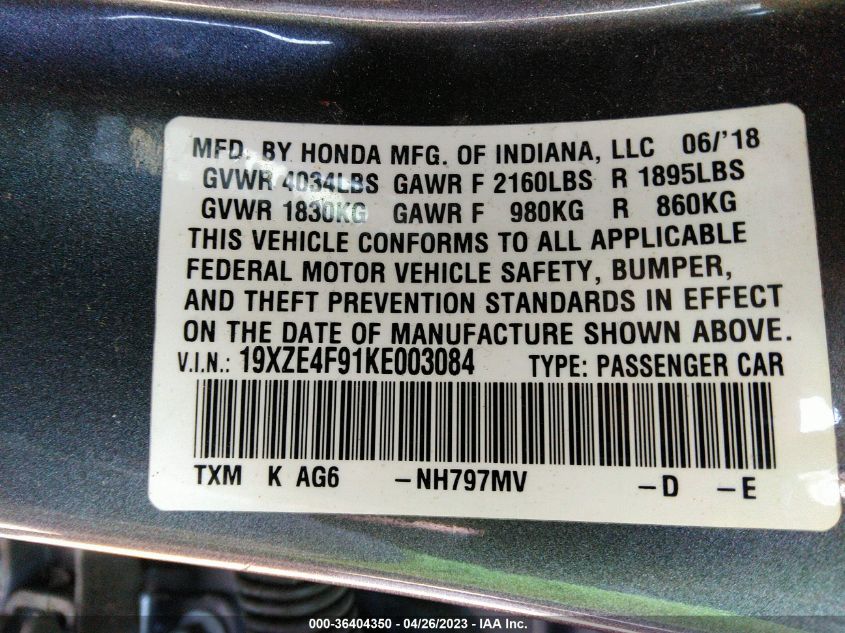 MFD. BY HONDA MFG. OF INDIANA, LLC 06/'18
GVWR 4034LBS GAWR F 2160LBS R 1895LBS
GVWR 1830KG GAWR F 980KG R 860KG
THIS VEHICLE CONFORMS TO ALL APPLICABLE
FEDERAL MOTOR VEHICLE SAFETY, BUMPER,
AND THEFT PREVENTION STANDARDS IN EFFECT
ON THE DATE OF MANUFACTURE SHOWN ABOVE.
V.I.N.: 19XZE4F91KE003084 TYPE: PASSENGER CAR
TXM K AG6 -NH797MV -D -E
000-36404350 - 04/26/2023 - IAA Inc.